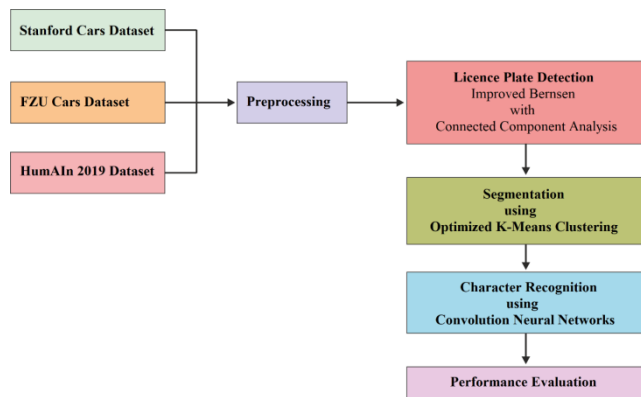 Stanford Cars Dataset
FZU Cars Dataset
HumAIn 2019 Dataset
Preprocessing
Licence Plate Detection
Improved Bernsen
with
Connected Component Analysis
Segmentation
using
Optimized K-Means Clustering
Character Recognition
using
Convolution Neural Networks
Performance Evaluation